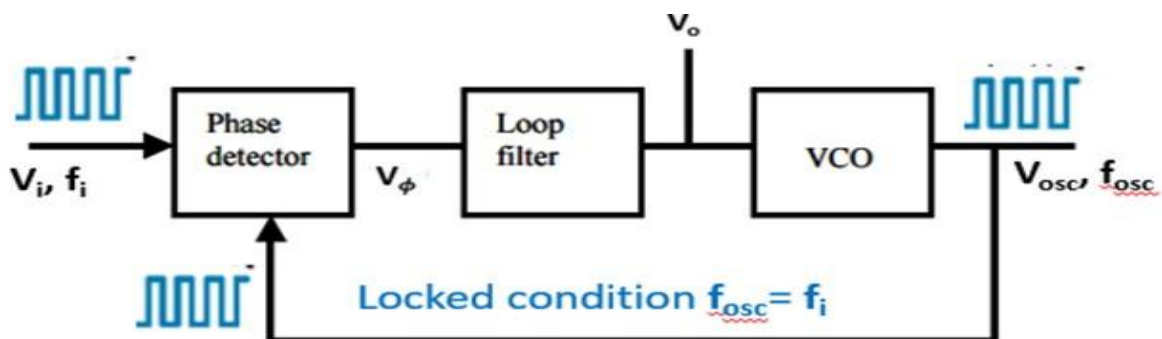 Vₒ
Phase
detector
Loop
filter
VCO
Vᵢ, fᵢ
V𝜙
Vosc, fosc
Locked condition fosc= fᵢ